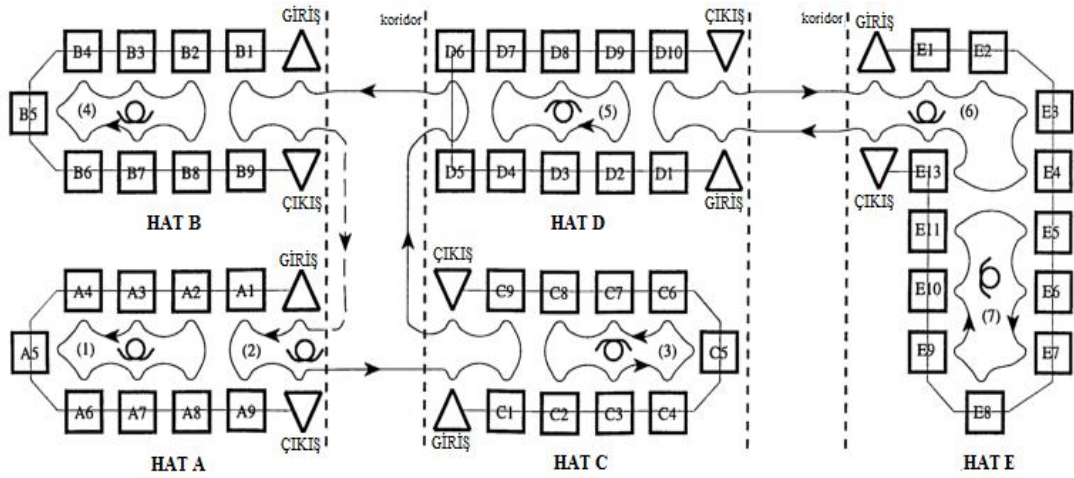 GİRİŞ koridor ÇIKIŞ koridor GİRİŞ
B4 B3 B2 B1 D6 D7 D8 D9 D10 E1 E2
B5 (4) (5) (6) E3
B6 B7 B8 B9 D5 D4 D3 D2 D1 E13 E4
ÇIKIŞ GİRİŞ ÇIKIŞ
HAT B HAT D
E11 E5
GİRİŞ ÇIKIŞ
A4 A3 A2 A1 C9 C8 C7 C6 E10 E6
(7)
A5 (1) (2) (3) C5 E9 E7
A6 A7 A8 A9 C1 C2 C3 C4 E8
ÇIKIŞ GİRİŞ
HAT A HAT C HAT E